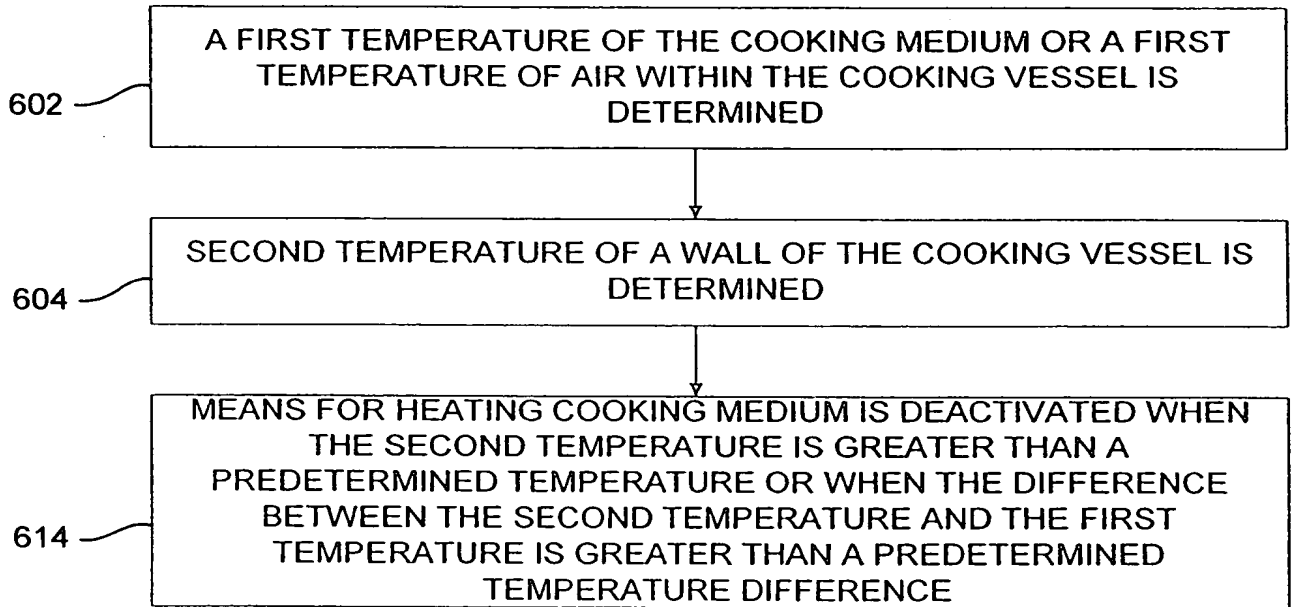 A FIRST TEMPERATURE OF THE COOKING MEDIUM OR A FIRST
TEMPERATURE OF AIR WITHIN THE COOKING VESSEL IS
DETERMINED
602
SECOND TEMPERATURE OF A WALL OF THE COOKING VESSEL IS
DETERMINED
604
MEANS FOR HEATING COOKING MEDIUM IS DEACTIVATED WHEN
THE SECOND TEMPERATURE IS GREATER THAN A
PREDETERMINED TEMPERATURE OR WHEN THE DIFFERENCE
BETWEEN THE SECOND TEMPERATURE AND THE FIRST
TEMPERATURE IS GREATER THAN A PREDETERMINED
TEMPERATURE DIFFERENCE
614